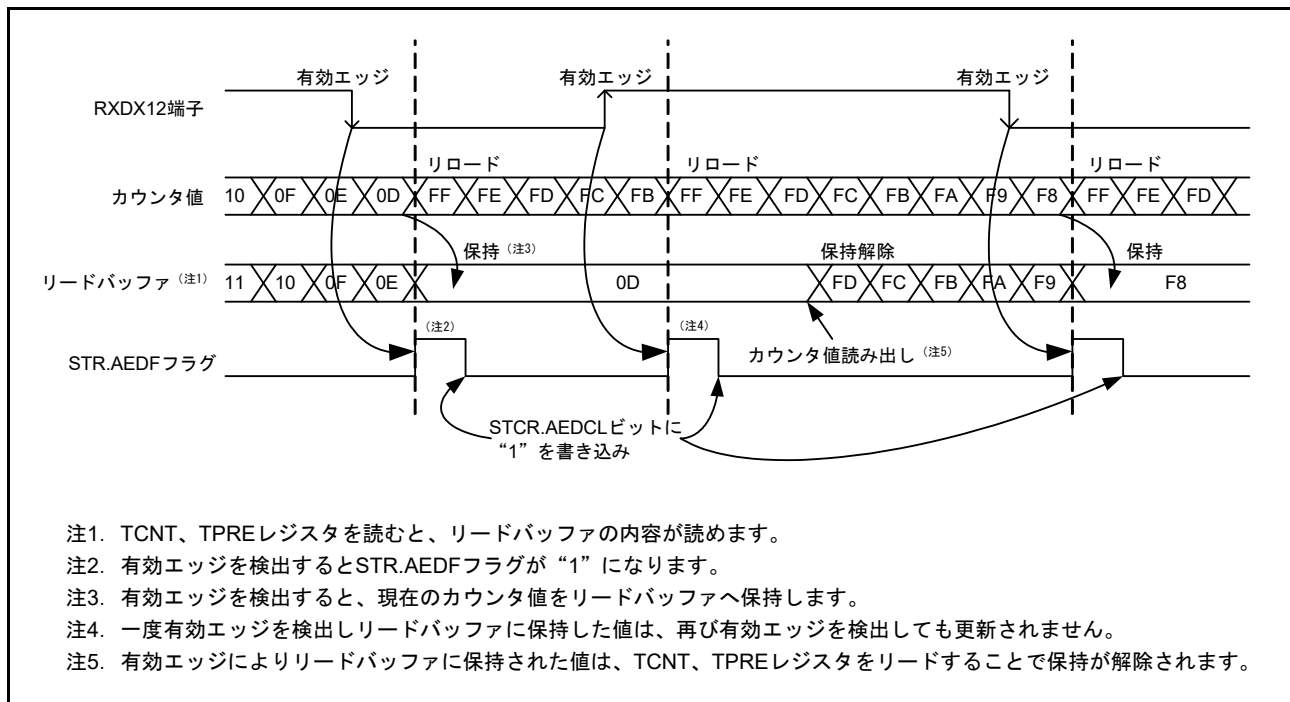 有効エッジ 有効エッジ 有効エッジ
RXDX12端子
リロード リロード リロード
カウンタ値 10 0F 0E 0D FF FE FD FC FB FF FE FD FC FB FA F9 F8 FF FE FD
保持（注3） 保持解除 保持
リードバッファ（注1） 11 10 0F 0E 0D FD FC FB FA F9 F8
（注2） （注4） カウンタ値読み出し（注5）
STR.AEDFフラグ
STCR.AEDCLビットに
“1”を書き込み
注1. TCNT、TPREレジスタを読むと、リードバッファの内容が読めます。
注2. 有効エッジを検出するとSTR.AEDFフラグが“1”になります。
注3. 有効エッジを検出すると、現在のカウンタ値をリードバッファへ保持します。
注4. 一度有効エッジを検出しリードバッファに保持した値は、再び有効エッジを検出しても更新されません。
注5. 有効エッジによりリードバッファに保持された値は、TCNT、TPREレジスタをリードすることで保持が解除されます。